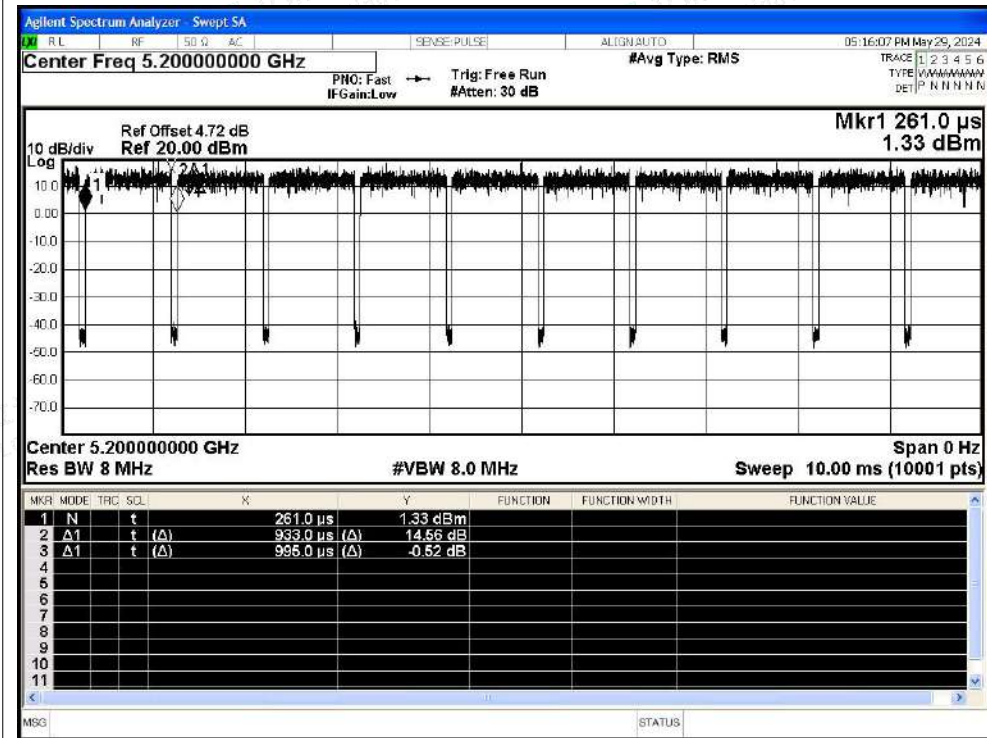 Agilent Spectrum Analyzer - Swept SA
LXI RL RF 50 Ω AC SENSE:PULSE ALIGN AUTO 05:16:07 PM May 29, 2024
Center Freq 5.200000000 GHz #Avg Type: RMS TRACE 1 2 3 4 5 6
PNO: Fast Trig: Free Run TYPE
IFGain:Low #Atten: 30 dB DET P N N N N N
Mkr1 261.0 µs
Ref Offset 4.72 dB
10 dB/div Ref 20.00 dBm 1.33 dBm
Log
2Δ1
10.0 1
0.00
-10.0
-20.0
-30.0
-40.0
-50.0
-60.0
-70.0
Center 5.200000000 GHz Span 0 Hz
Res BW 8 MHz #VBW 8.0 MHz Sweep 10.00 ms (10001 pts)
MKR MODE TRC SCL X Y FUNCTION FUNCTION WIDTH FUNCTION VALUE
1 N t 261.0 µs 1.33 dBm
2 Δ1 t (Δ) 933.0 µs (Δ) 14.56 dB
3 Δ1 t (Δ) 995.0 µs (Δ) -0.52 dB
4
5
6
7
8
9
10
11
MSG STATUS